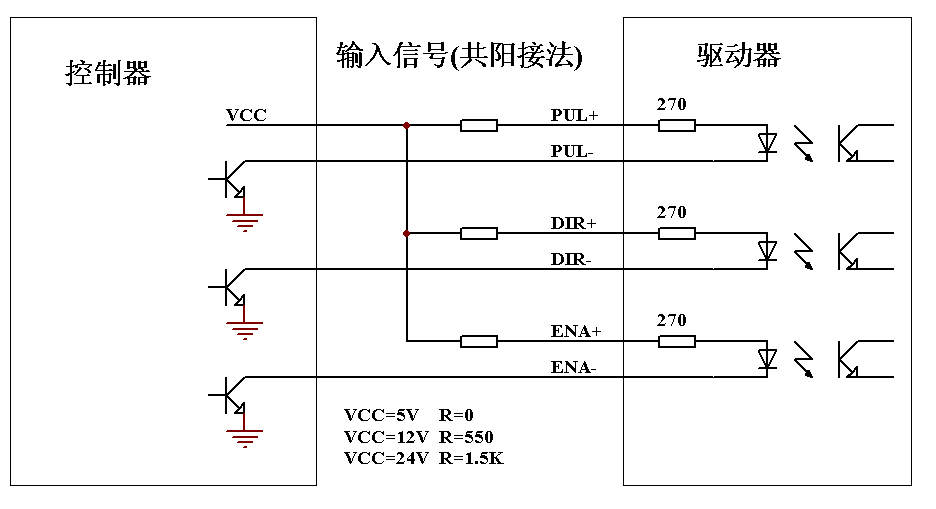 控制器
输入信号(共阳接法)
驱动器
VCC
PUL+
270
PUL-
DIR+
270
DIR-
ENA+
270
ENA-
VCC=5V R=0
VCC=12V R=550
VCC=24V R=1.5K